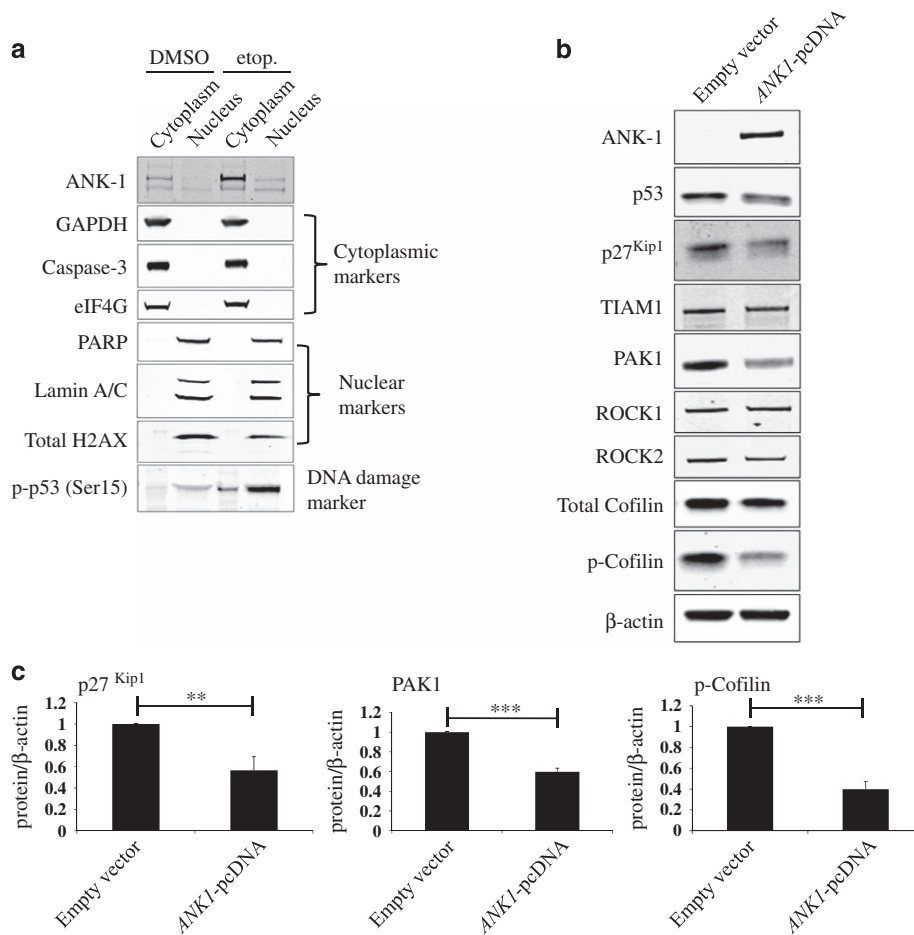 a
DMSO etop.
Cytoplasm Nucleus Cytoplasm Nucleus
ANK-1
GAPDH
Caspase-3
eIF4G
Cytoplasmic
markers
PARP
Lamin A/C
Total H2AX
Nuclear
markers
p-p53 (Ser15)
DNA damage
marker
b
Empty vector ANK1-pcDNA
ANK-1
p53
p27Kip1
TIAM1
PAK1
ROCK1
ROCK2
Total Cofilin
p-Cofilin
β-actin
c
p27 Kip1
**
protein/β-actin
1.2
1
0.8
0.6
0.4
0.2
0
Empty vector ANK1-pcDNA
PAK1
***
protein/β-actin
1.2
1
0.8
0.6
0.4
0.2
0
Empty vector ANK1-pcDNA
p-Cofilin
***
protein/β-actin
1.2
1
0.8
0.6
0.4
0.2
0
Empty vector ANK1-pcDNA